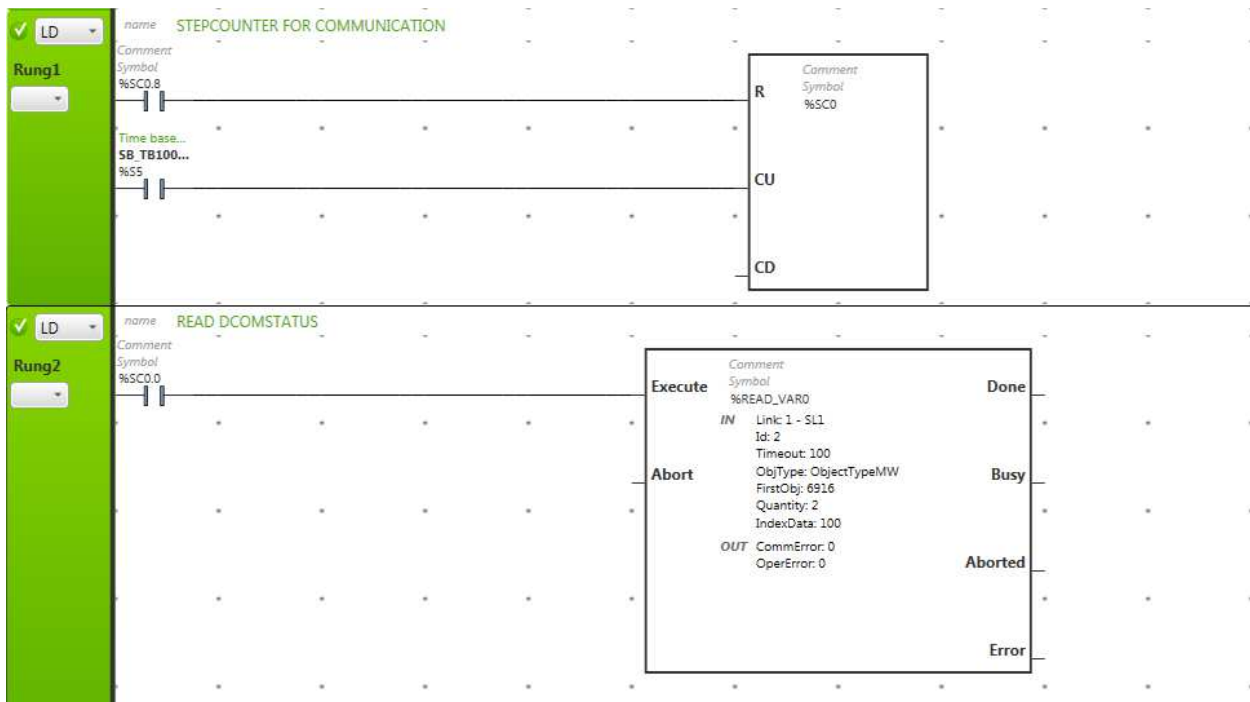 LD
name STEPCOUNTER FOR COMMUNICATION
Rung1
Comment
Symbol
%SC0.8
R
Comment
Symbol
%SC0
Time base...
SB_TB100...
%S5
CU
CD
LD
name READ DCOMSTATUS
Rung2
Comment
Symbol
%SC0.0
Execute
Comment
Symbol
%READ_VAR0
Done
IN Link: 1 - SL1
Id: 2
Timeout: 100
Abort
ObjType: ObjectTypeMW
Busy
FirstObj: 6916
Quantity: 2
IndexData: 100
OUT CommError: 0
OperError: 0
Aborted
Error